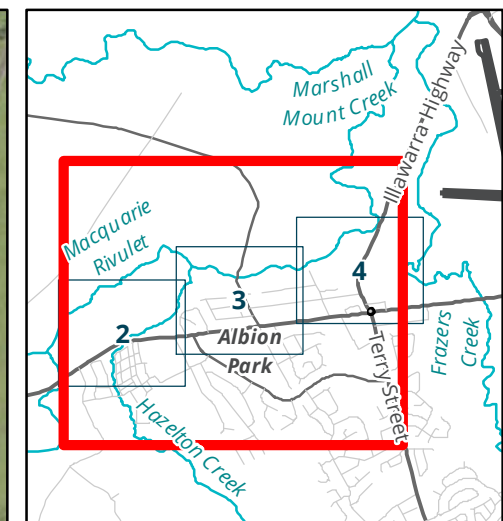 Marshall
Mount Creek
Illawarra Highway
Macquarie
Rivulet
4
3
2
Albion
Park
Frazers
Creek
Terry Street
Hazelton Creek